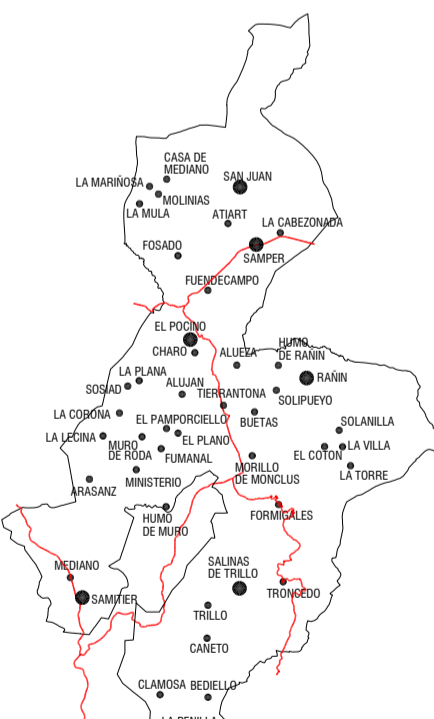 CASA DE
MEDIANO
LA MARIÑOSA
SAN JUAN
MOLINIAS
LA MULA
ATIART
LA CABEZONADA
FOSADO
SAMPER
FUENDECAMPO
EL POCINO
CHARO
ALUEZA
HUMO
DE RAÑIN
LA PLANA
RAÑIN
SOSIAD
ALUJAN
TIERRANTONA
SOLIPUEYO
LA CORONA
EL PAMPORCIELLO
BUETAS
SOLANILLA
LA LECINA
MURO
DE RODA
EL PLANO
FUMANAL
EL COTON
LA VILLA
MORILLO
DE MONCLUS
LA TORRE
ARASANZ
MINISTERIO
HUMO
DE MURO
FORMIGALES
MEDIANO
SALINAS
DE TRILLO
SAMITIER
TRONCEDO
TRILLO
CANETO
CLAMOSA
BEDIELLO